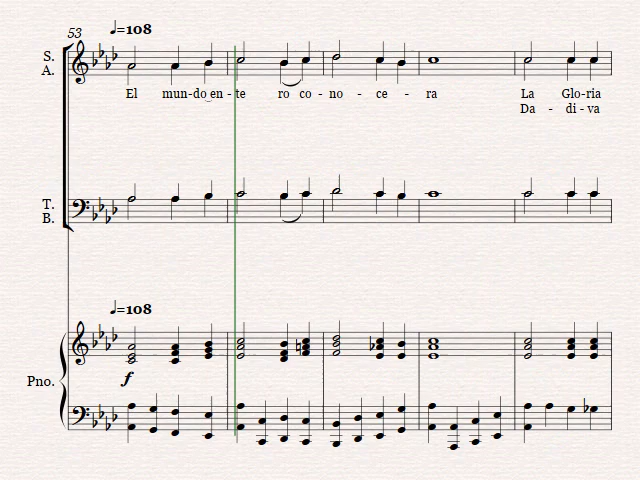 53
♩=108
S.
A.
El mun-do en - te ro co - no - ce - ra La Glo-ria
Da - di - va
T.
B.
♩=108
Pno.
f